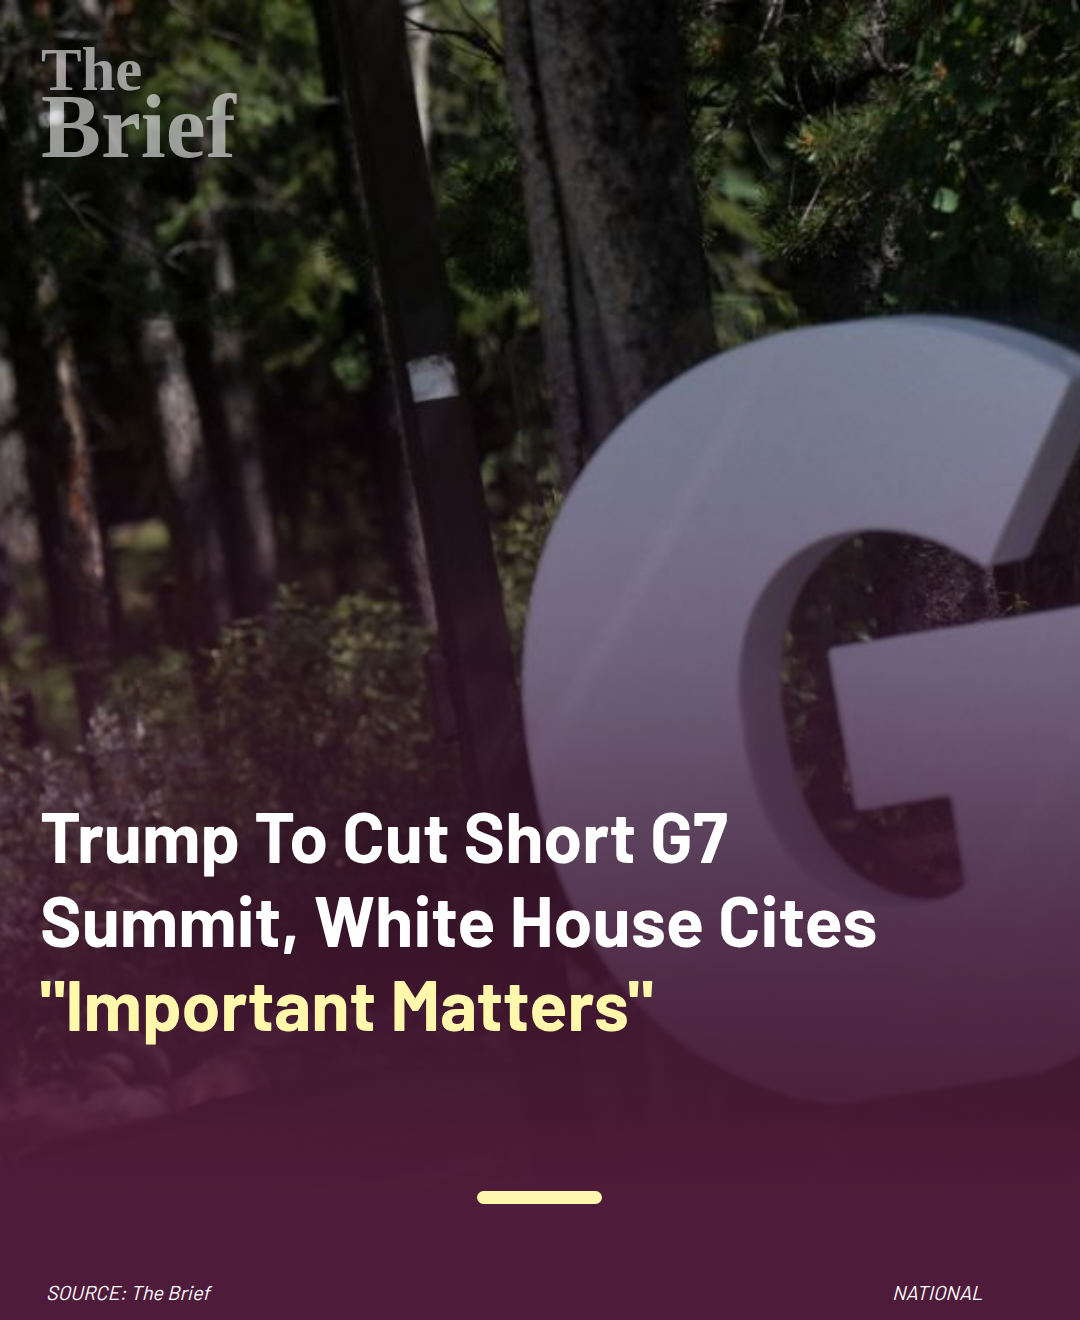 The
Brief
G
Trump To Cut Short G7
Summit, White House Cites
"Important Matters"
SOURCE: The Brief
NATIONAL